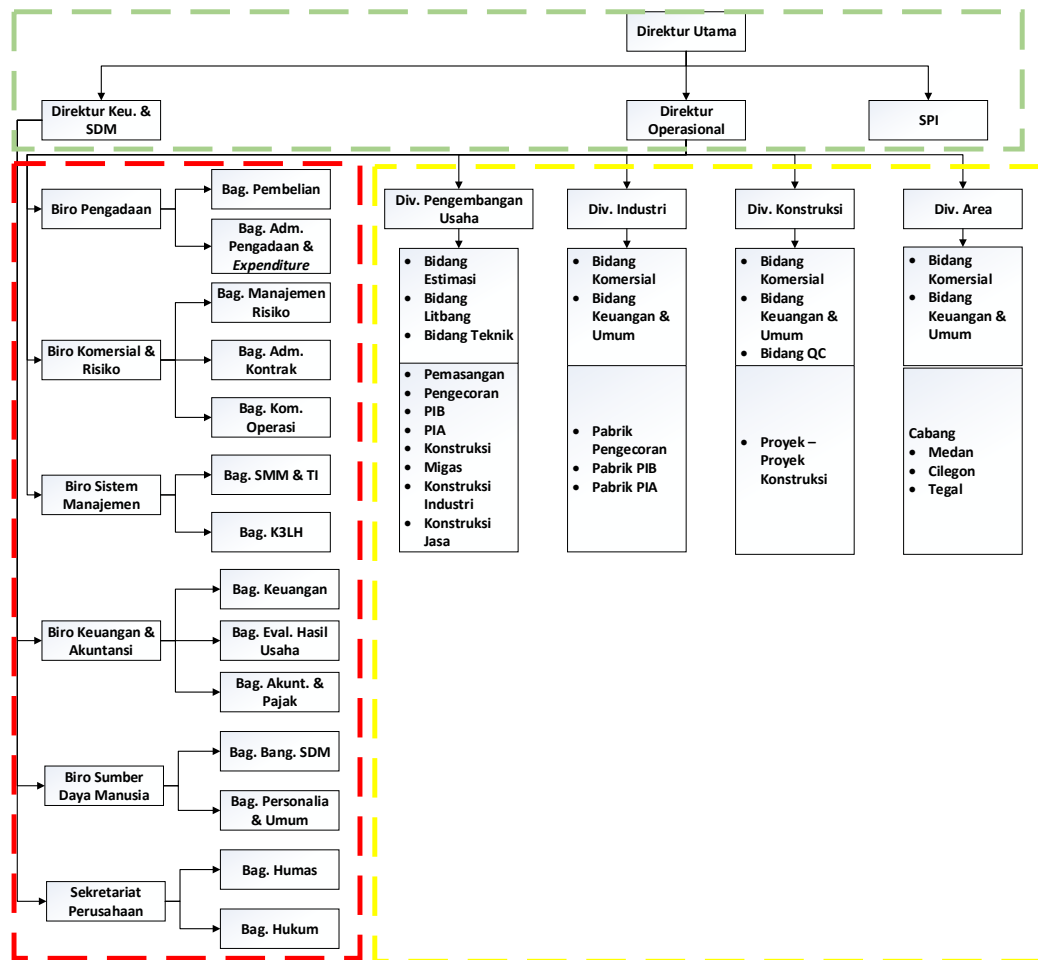 Direktur Utama
Direktur Keu. &
SDM
Direktur
Operasional
SPI
Biro Pengadaan
Bag. Pembelian
Bag. Adm.
Pengadaan &
Expenditure
Biro Komersial &
Risiko
Bag. Manajemen
Risiko
Bag. Adm.
Kontrak
Bag. Kom.
Operasi
Biro Sistem
Manajemen
Bag. SMM & TI
Bag. K3LH
Biro Keuangan &
Akuntansi
Bag. Keuangan
Bag. Eval. Hasil
Usaha
Bag. Akunt. &
Pajak
Biro Sumber
Daya Manusia
Bag. Bang. SDM
Bag. Personalia
& Umum
Sekretariat
Perusahaan
Bag. Humas
Bag. Hukum
Div. Pengembangan
Usaha
• Bidang
Estimasi
• Bidang
Litbang
• Bidang Teknik
• Pemasangan
• Pengecoran
• PIB
• PIA
• Konstruksi
• Migas
• Konstruksi
Industri
• Konstruksi
Jasa
Div. Industri
• Bidang
Komersial
• Bidang
Keuangan &
Umum
• Pabrik
Pengecoran
• Pabrik PIB
• Pabrik PIA
Div. Konstruksi
• Bidang
Komersial
• Bidang
Keuangan &
Umum
• Bidang QC
• Proyek –
Proyek
Konstruksi
Div. Area
• Bidang
Komersial
• Bidang
Keuangan &
Umum
Cabang
• Medan
• Cilegon
• Tegal